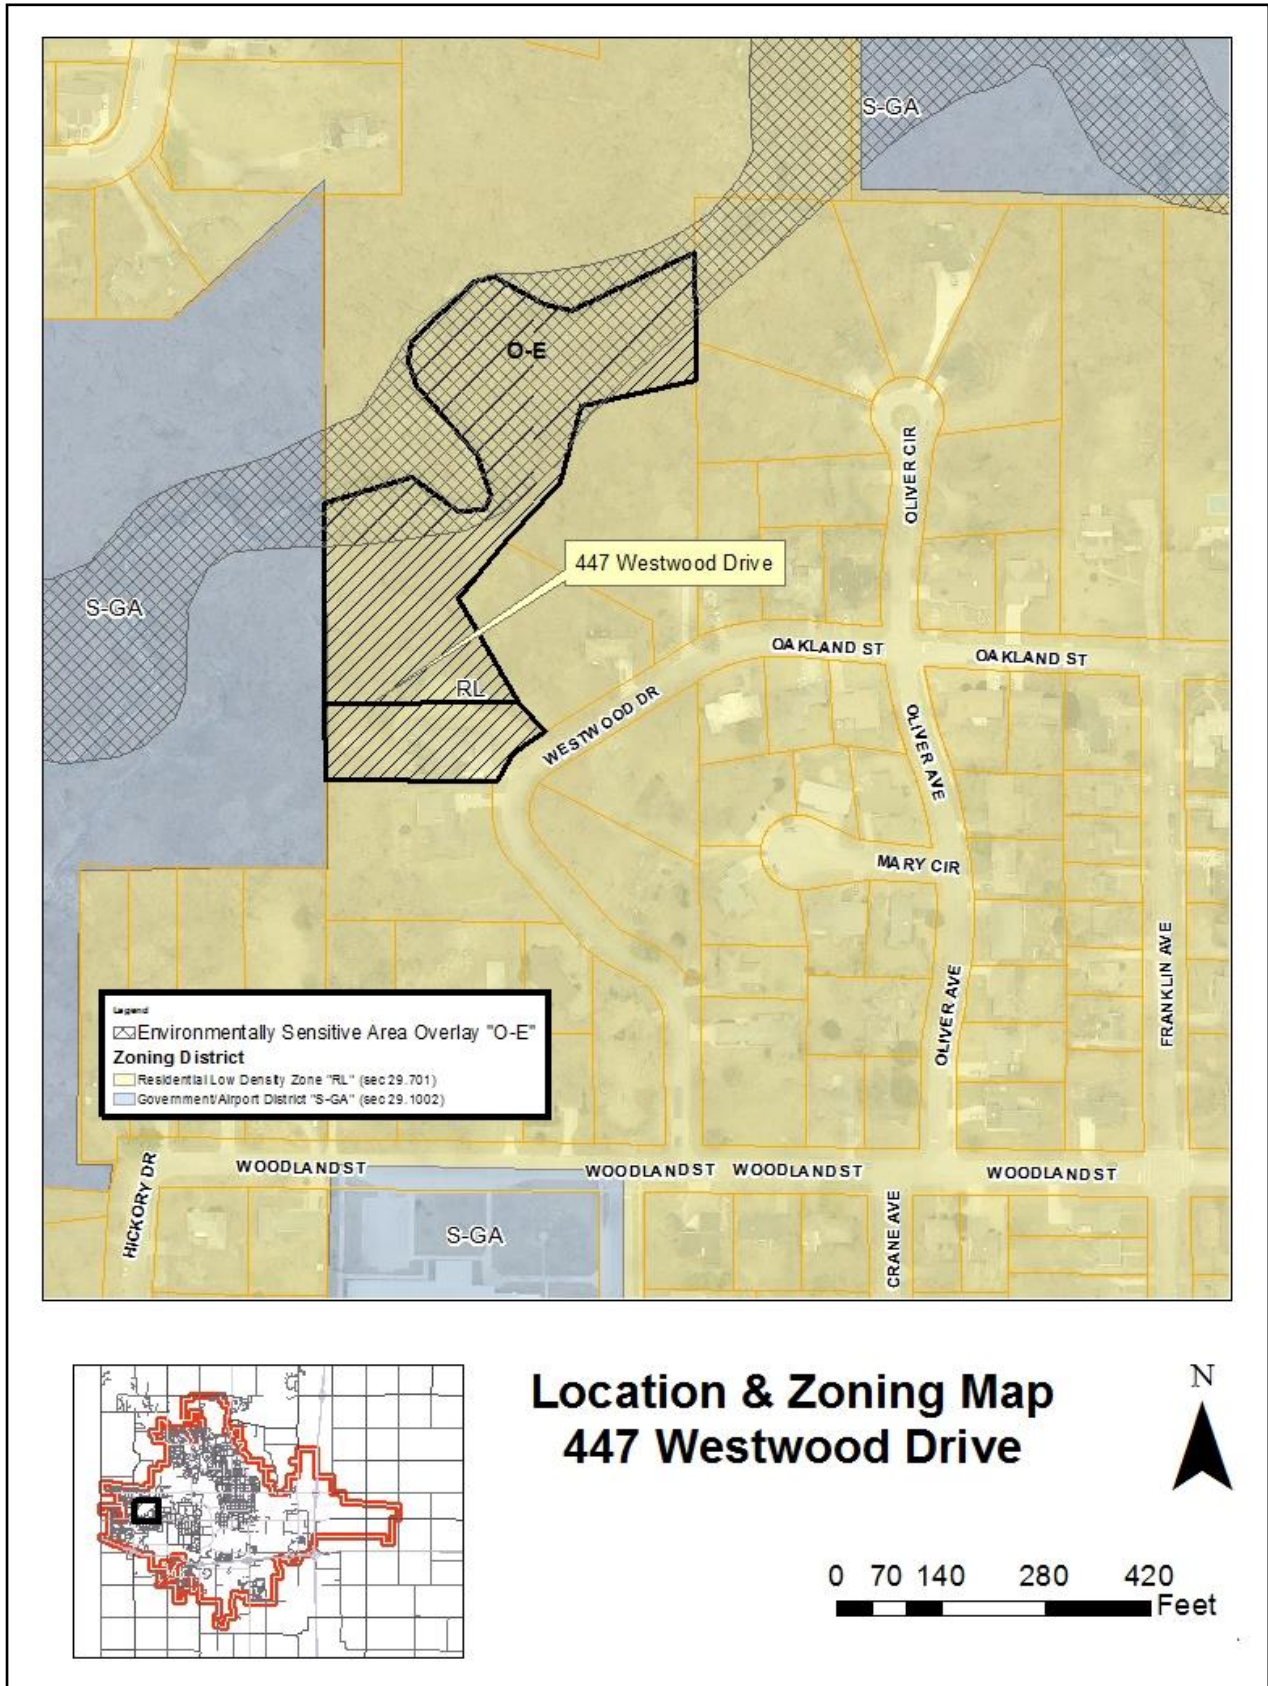 S-GA
O-E
447 Westwood Drive
OLIVER CIR
S-GA
OAKLAND ST
OAKLAND ST
RL
WESTWOOD DR
OLIVER AVE
MARY CIR
FRANKLIN AVE
OLIVER AVE
Legend
Environmentally Sensitive Area Overlay "O-E"
Zoning District
Residential Low Density Zone "RL" (sec 29.701)
Government/Airport District "S-GA" (sec 29.1002)
HICKORY DR
WOODLAND ST
WOODLAND ST
WOODLAND ST
WOODLAND ST
CRANE AVE
S-GA
Location & Zoning Map
447 Westwood Drive
N
0 70 140 280 420
Feet